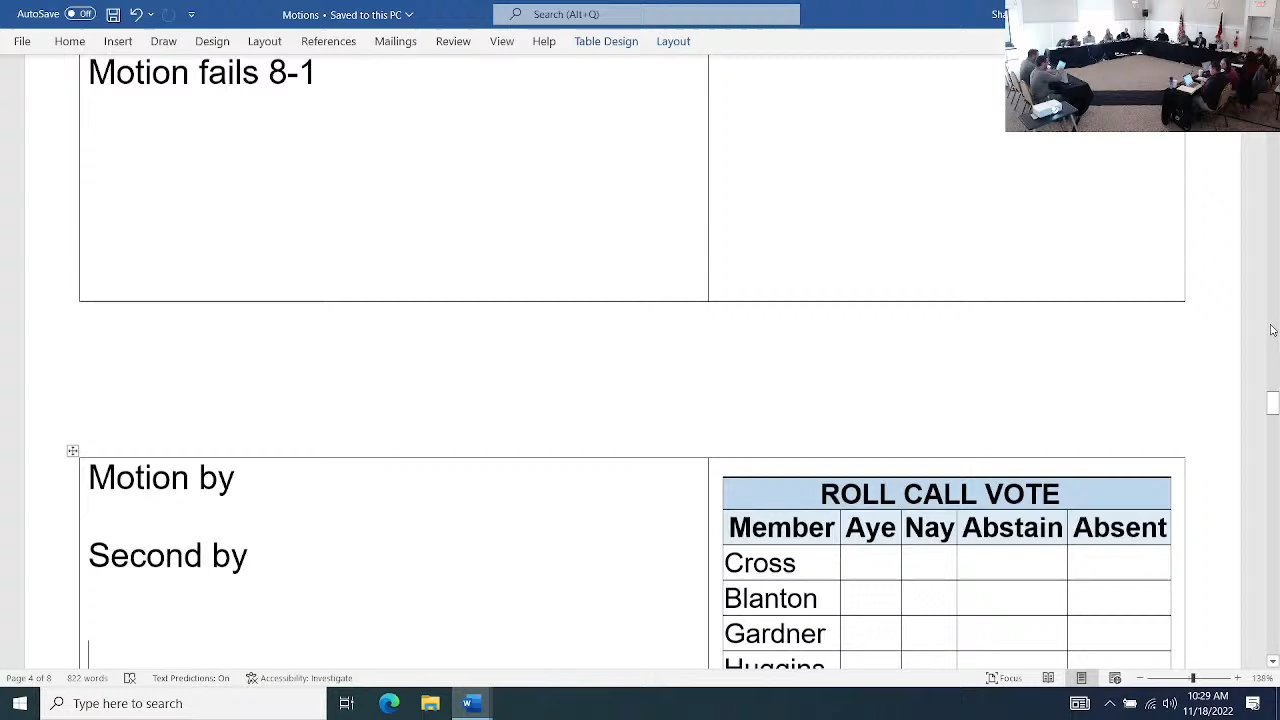 AutoSave Off Motions • Saved to this PC Search (Alt+Q) Sha
File Home Insert Draw Design Layout References Mailings Review View Help Table Design Layout
Motion fails 8-1
Motion by
Second by
ROLL CALL VOTE
Member Aye Nay Abstain Absent
Cross
Blanton
Gardner
Huggins
Page 4 of 8 822 words Text Predictions: On Accessibility: Investigate Focus 138%
Type here to search 10:29 AM
11/18/2022